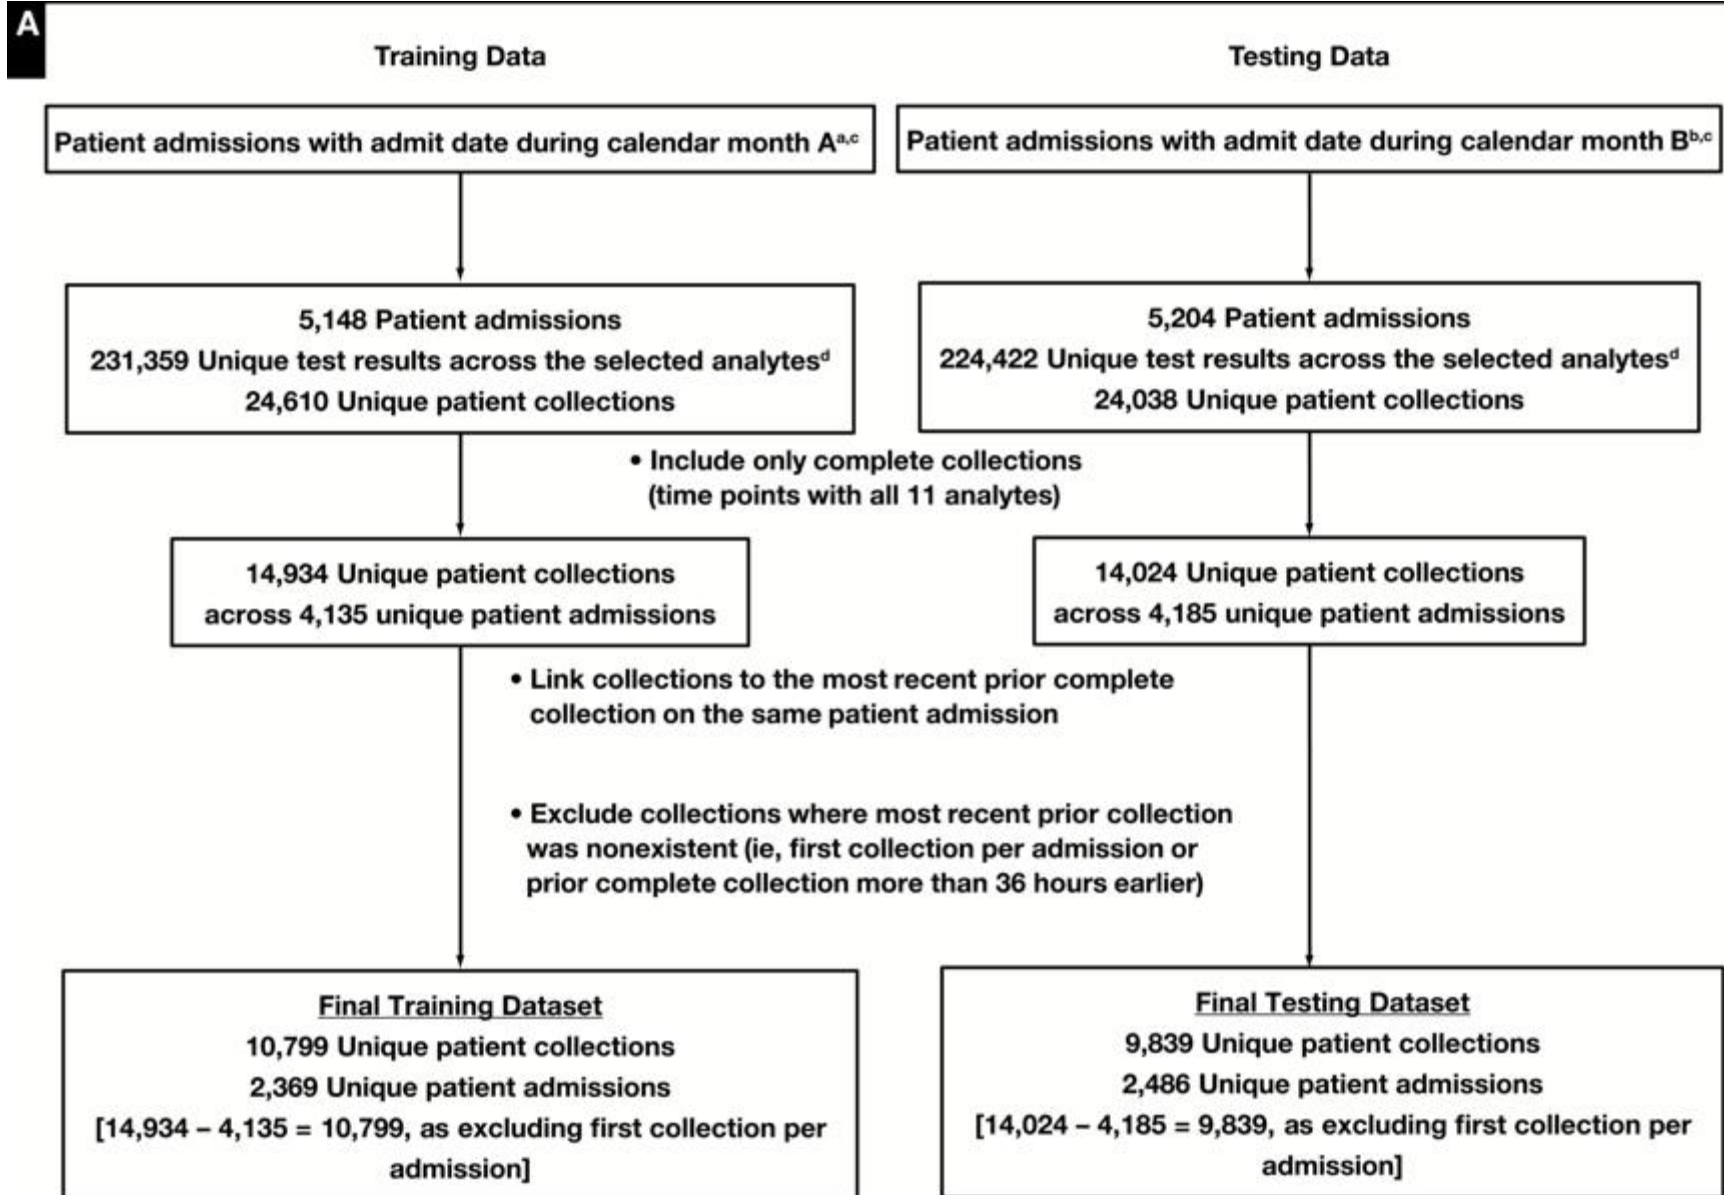 A
Training Data
Testing Data
Patient admissions with admit date during calendar month Aᵃ,ᶜ
Patient admissions with admit date during calendar month Bᵇ,ᶜ
5,148 Patient admissions
231,359 Unique test results across the selected analytesᵈ
24,610 Unique patient collections
5,204 Patient admissions
224,422 Unique test results across the selected analytesᵈ
24,038 Unique patient collections
• Include only complete collections
(time points with all 11 analytes)
14,934 Unique patient collections
across 4,135 unique patient admissions
14,024 Unique patient collections
across 4,185 unique patient admissions
• Link collections to the most recent prior complete
collection on the same patient admission
• Exclude collections where most recent prior collection
was nonexistent (ie, first collection per admission or
prior complete collection more than 36 hours earlier)
Final Training Dataset
10,799 Unique patient collections
2,369 Unique patient admissions
[14,934 – 4,135 = 10,799, as excluding first collection per
admission]
Final Testing Dataset
9,839 Unique patient collections
2,486 Unique patient admissions
[14,024 – 4,185 = 9,839, as excluding first collection per
admission]